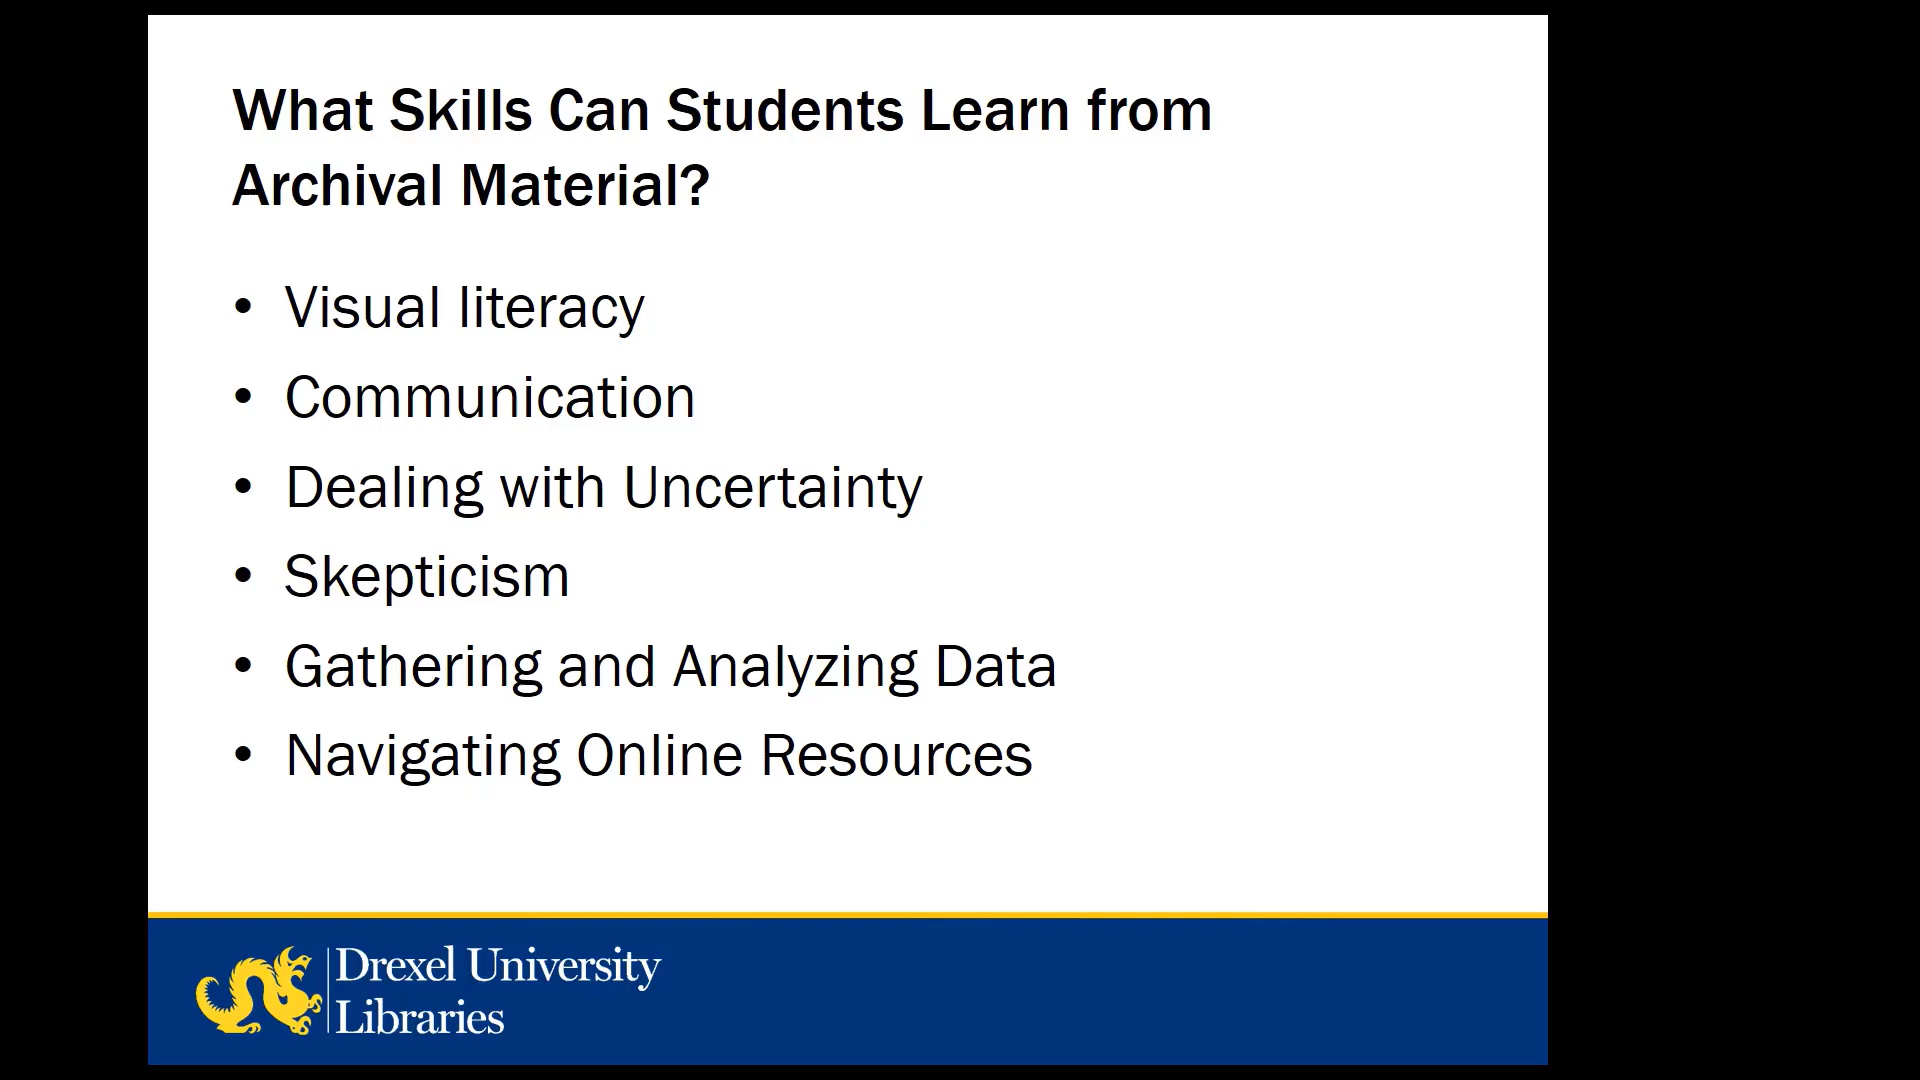 What Skills Can Students Learn from
Archival Material?
• Visual literacy
• Communication
• Dealing with Uncertainty
• Skepticism
• Gathering and Analyzing Data
• Navigating Online Resources
Drexel University
Libraries